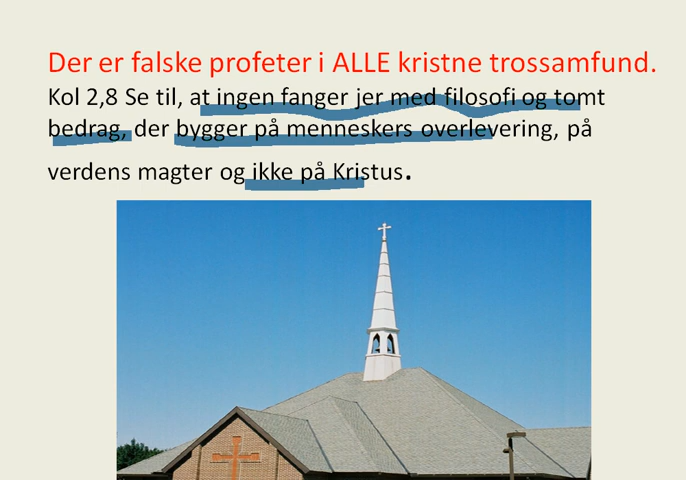 Der er falske profeter i ALLE kristne trossamfund.
Kol 2,8 Se til, at ingen fanger jer med filosofi og tomt
bedrag, der bygger på menneskers overlevering, på
verdens magter og ikke på Kristus.